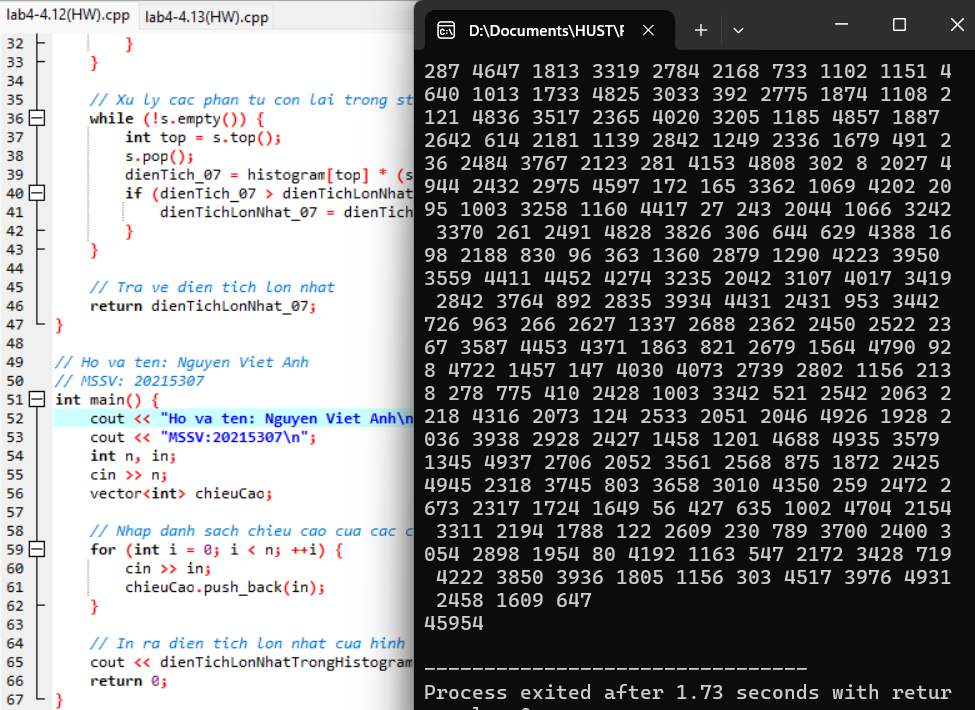 lab4-4.12(HW).cpp lab4-4.13(HW).cpp
32 }
33 }
34
35 // Xu ly cac phan tu con lai trong st
36 while (!s.empty()) {
37 int top = s.top();
38 s.pop();
39 dienTich_07 = histogram[top] * (s
40 if (dienTich_07 > dienTichLonNhat
41 dienTichLonNhat_07 = dienTich
42 }
43 }
44
45 // Tra ve dien tich lon nhat
46 return dienTichLonNhat_07;
47 }
48
49 // Ho va ten: Nguyen Viet Anh
50 // MSSV: 20215307
51 int main() {
52 cout << "Ho va ten: Nguyen Viet Anh\n
53 cout << "MSSV:20215307\n";
54 int n, in;
55 cin >> n;
56 vector<int> chieuCao;
57
58 // Nhap danh sach chieu cao cua cac c
59 for (int i = 0; i < n; ++i) {
60 cin >> in;
61 chieuCao.push_back(in);
62 }
63
64 // In ra dien tich lon nhat cua hinh
65 cout << dienTichLonNhatTrongHistogram
66 return 0;
67 }
D:\Documents\HUST\F
287 4647 1813 3319 2784 2168 733 1102 1151 4
640 1013 1733 4825 3033 392 2775 1874 1108 2
121 4836 3517 2365 4020 3205 1185 4857 1887
2642 614 2181 1139 2842 1249 2336 1679 491 2
36 2484 3767 2123 281 4153 4808 302 8 2027 4
944 2432 2975 4597 172 165 3362 1069 4202 20
95 1003 3258 1160 4417 27 243 2044 1066 3242
3370 261 2491 4828 3826 306 644 629 4388 16
98 2188 830 96 363 1360 2879 1290 4223 3950
3559 4411 4452 4274 3235 2042 3107 4017 3419
2842 3764 892 2835 3934 4431 2431 953 3442
726 963 266 2627 1337 2688 2362 2450 2522 23
67 3587 4453 4371 1863 821 2679 1564 4790 92
8 4722 1457 147 4030 4073 2739 2802 1156 213
8 278 775 410 2428 1003 3342 521 2542 2063 2
218 4316 2073 124 2533 2051 2046 4926 1928 2
036 3938 2928 2427 1458 1201 4688 4935 3579
1345 4937 2706 2052 3561 2568 875 1872 2425
4945 2318 3745 803 3658 3010 4350 259 2472 2
673 2317 1724 1649 56 427 635 1002 4704 2154
3311 2194 1788 122 2609 230 789 3700 2400 3
054 2898 1954 80 4192 1163 547 2172 3428 719
4222 3850 3936 1805 1156 303 4517 3976 4931
2458 1609 647
45954
--------------------------------
Process exited after 1.73 seconds with retur